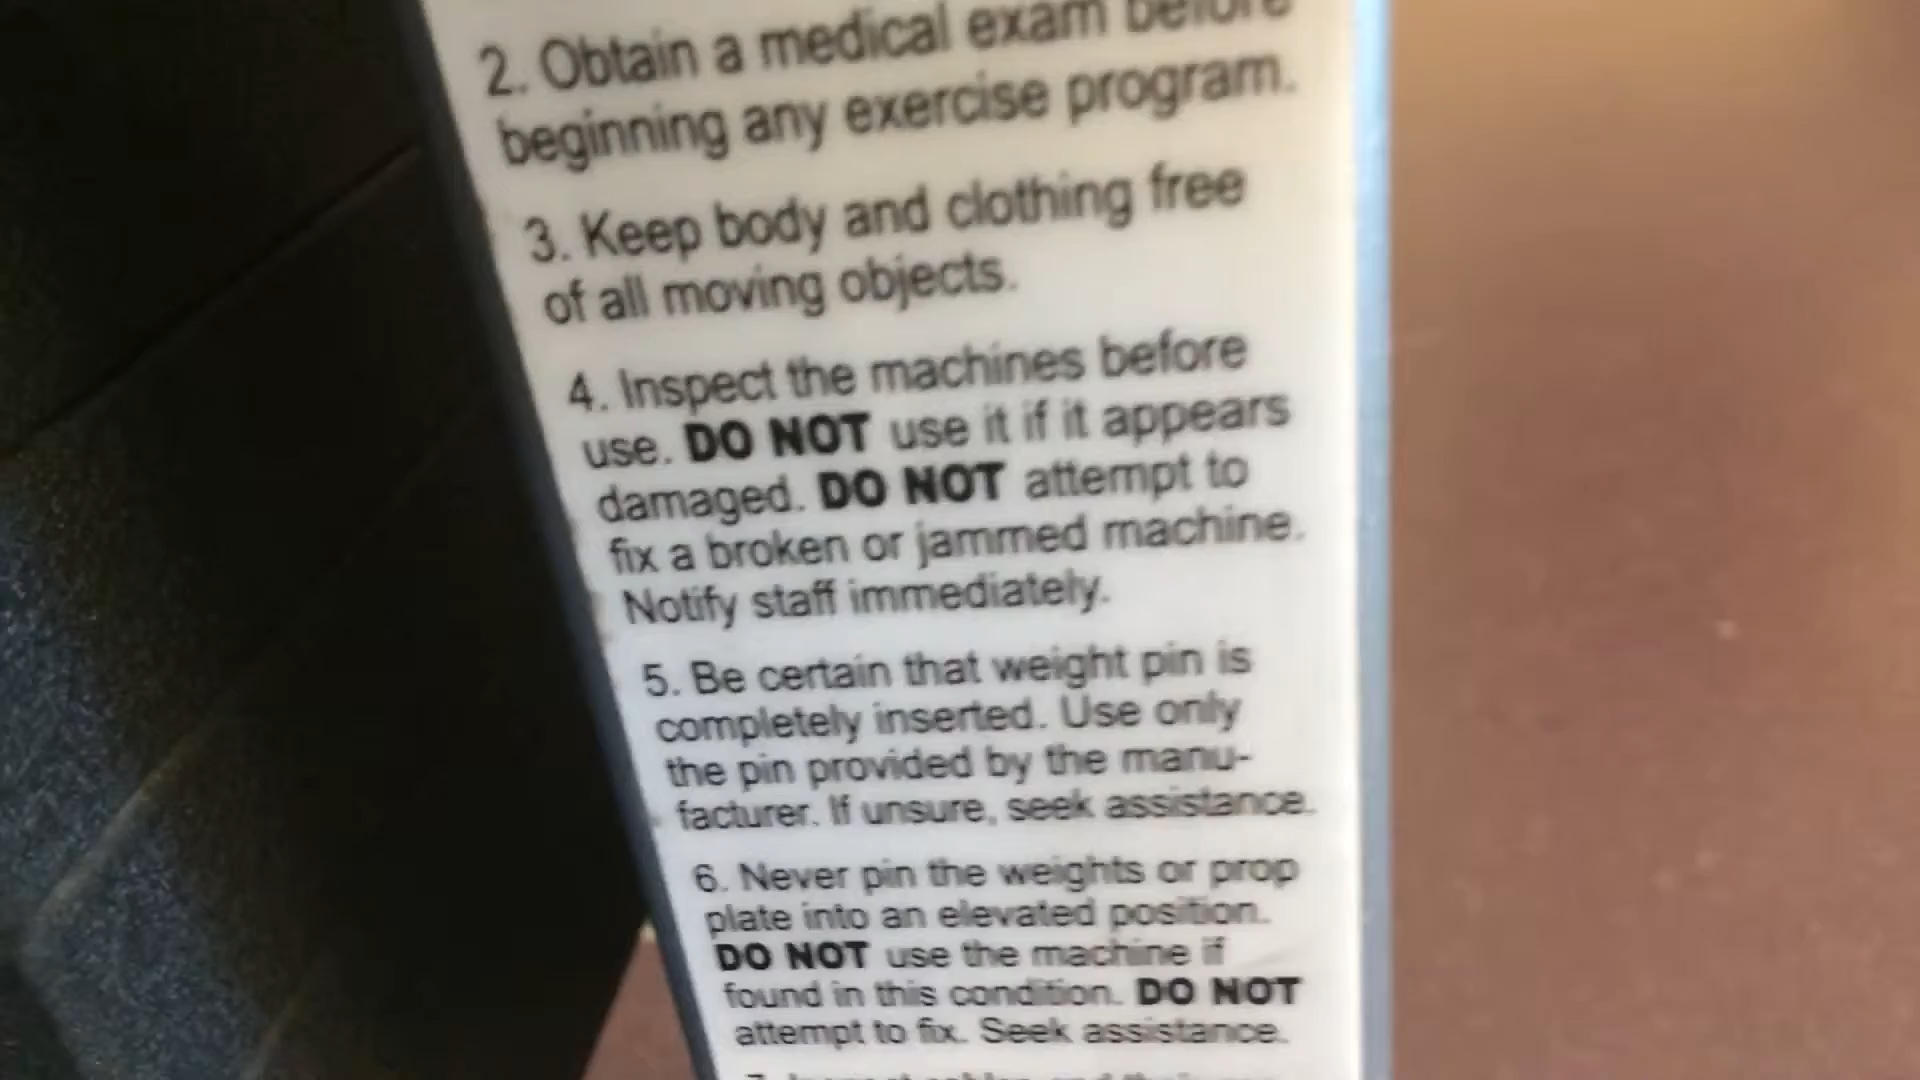 2. Obtain a medical exam before
beginning any exercise program.
3. Keep body and clothing free
of all moving objects.
4. Inspect the machines before
use. DO NOT use it if it appears
damaged. DO NOT attempt to
fix a broken or jammed machine.
Notify staff immediately.
5. Be certain that weight pin is
completely inserted. Use only
the pin provided by the manu-
facturer. If unsure, seek assistance.
6. Never pin the weights or prop
plate into an elevated position.
DO NOT use the machine if
found in this condition. DO NOT
attempt to fix. Seek assistance.